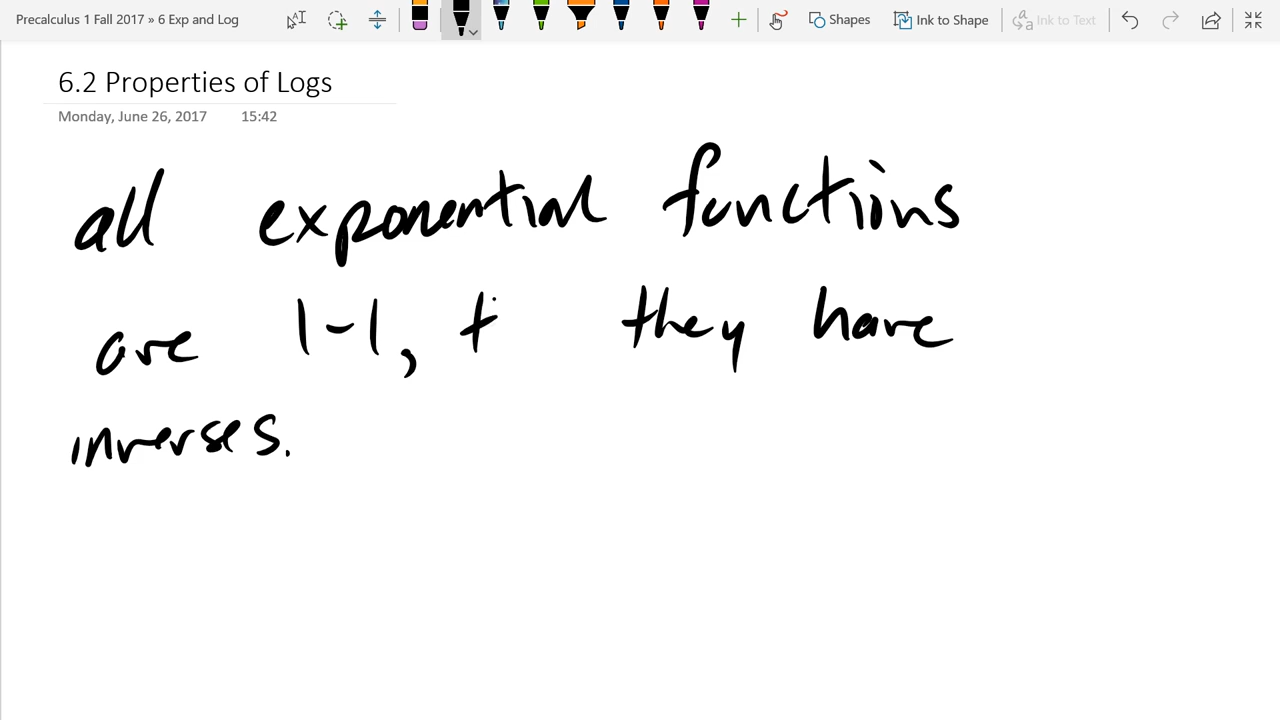 Precalculus 1 Fall 2017 » 6 Exp and Log
Shapes
Ink to Shape
Ink to Text
6.2 Properties of Logs
Monday, June 26, 2017 15:42
all exponential functions
are 1-1, + they have
inverses.